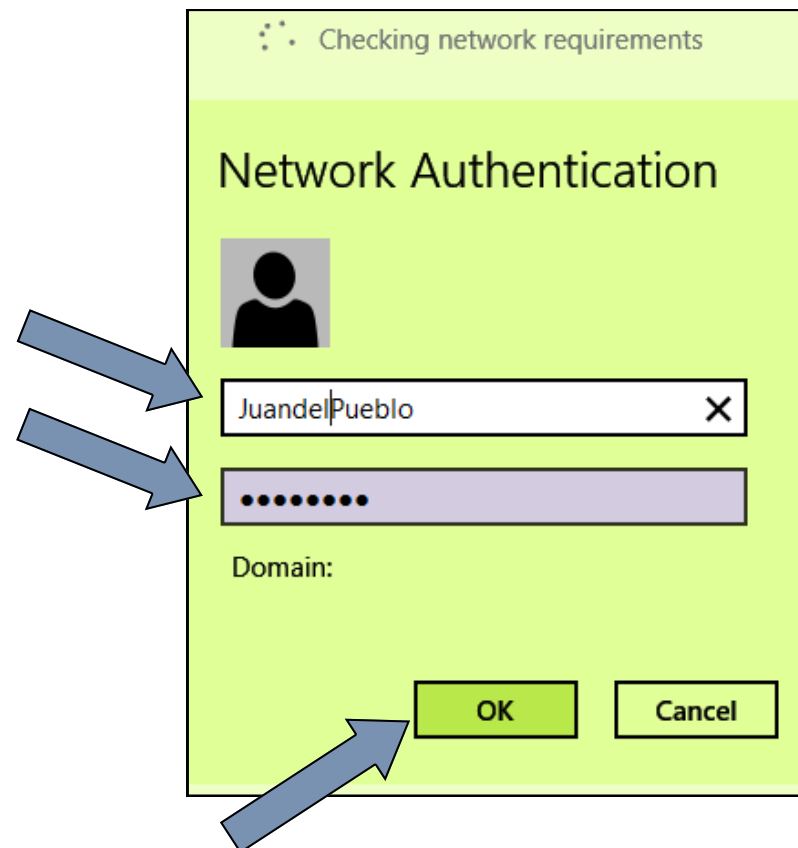 Checking network requirements
Network Authentication
JuandelPueblo
••••••••
Domain:
OK Cancel